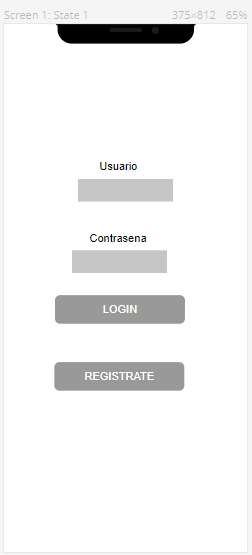 Screen 1: State 1 375×812 65%
Usuario
Contrasena
LOGIN
REGISTRATE